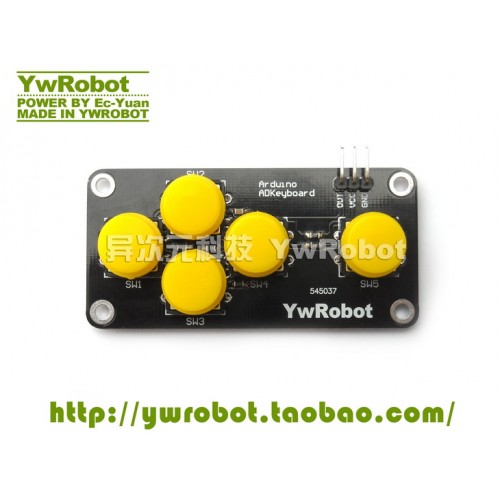 YwRobot
POWER BY Ec-Yuan
MADE IN YWROBOT
SW2
Arduino
ADKeyboard
OUT
VCC
GND
异次元科技 YwRobot
SW1
SW4
SW5
SW3
545037
YwRobot
http://ywrobot.taobao.com/